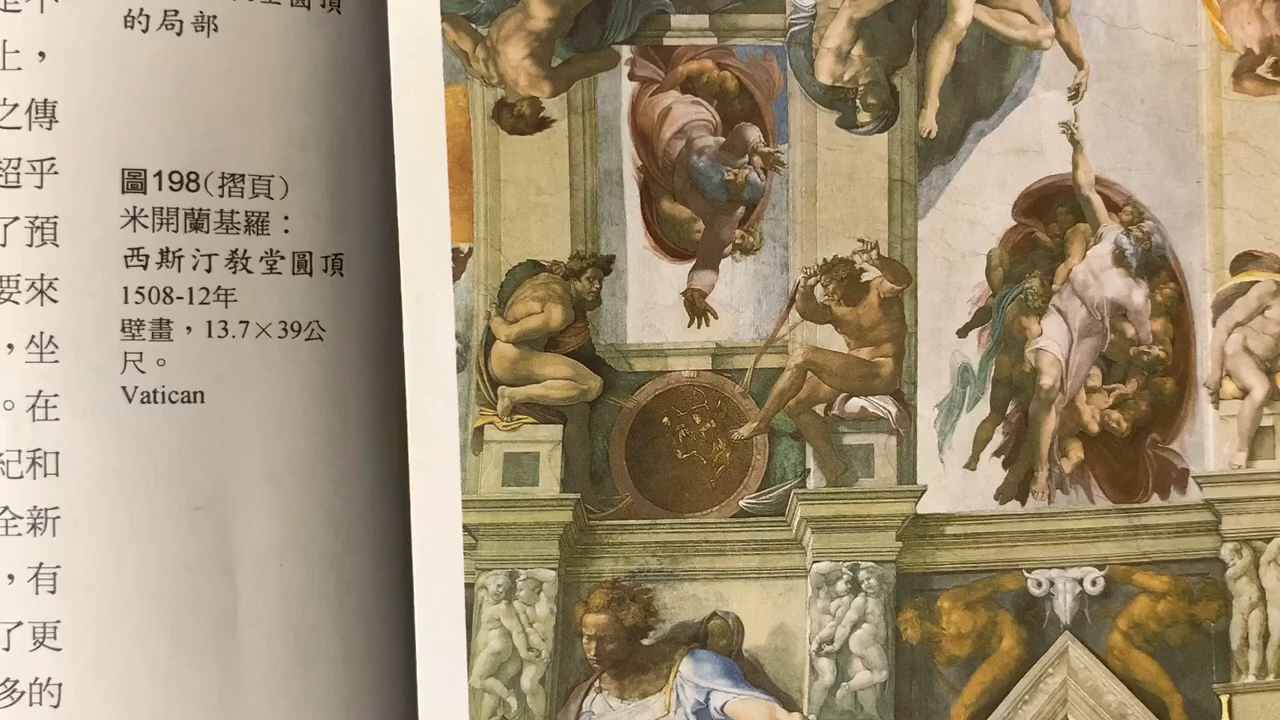 的局部
圖198(摺頁)
米開蘭基羅：
西斯汀教堂圓頂
1508-12年
壁畫，13.7×39公
尺。
Vatican
上，
之傳
超乎
了預
要來
，坐
。在
紀和
全新
，有
了更
多的